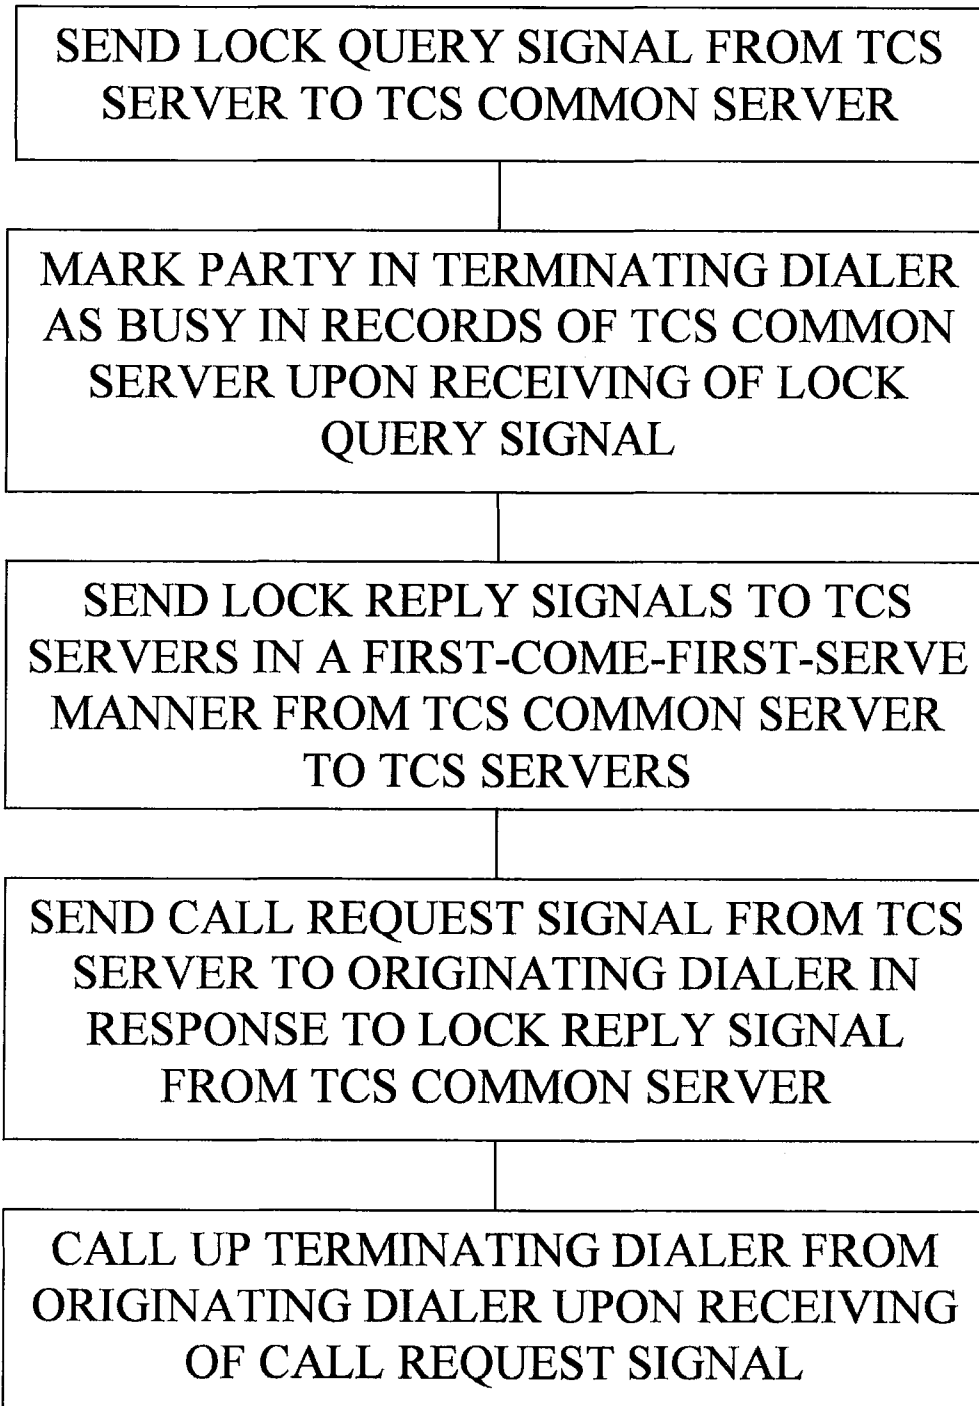 SEND LOCK QUERY SIGNAL FROM TCS
SERVER TO TCS COMMON SERVER
MARK PARTY IN TERMINATING DIALER
AS BUSY IN RECORDS OF TCS COMMON
SERVER UPON RECEIVING OF LOCK
QUERY SIGNAL
SEND LOCK REPLY SIGNALS TO TCS
SERVERS IN A FIRST-COME-FIRST-SERVE
MANNER FROM TCS COMMON SERVER
TO TCS SERVERS
SEND CALL REQUEST SIGNAL FROM TCS
SERVER TO ORIGINATING DIALER IN
RESPONSE TO LOCK REPLY SIGNAL
FROM TCS COMMON SERVER
CALL UP TERMINATING DIALER FROM
ORIGINATING DIALER UPON RECEIVING
OF CALL REQUEST SIGNAL